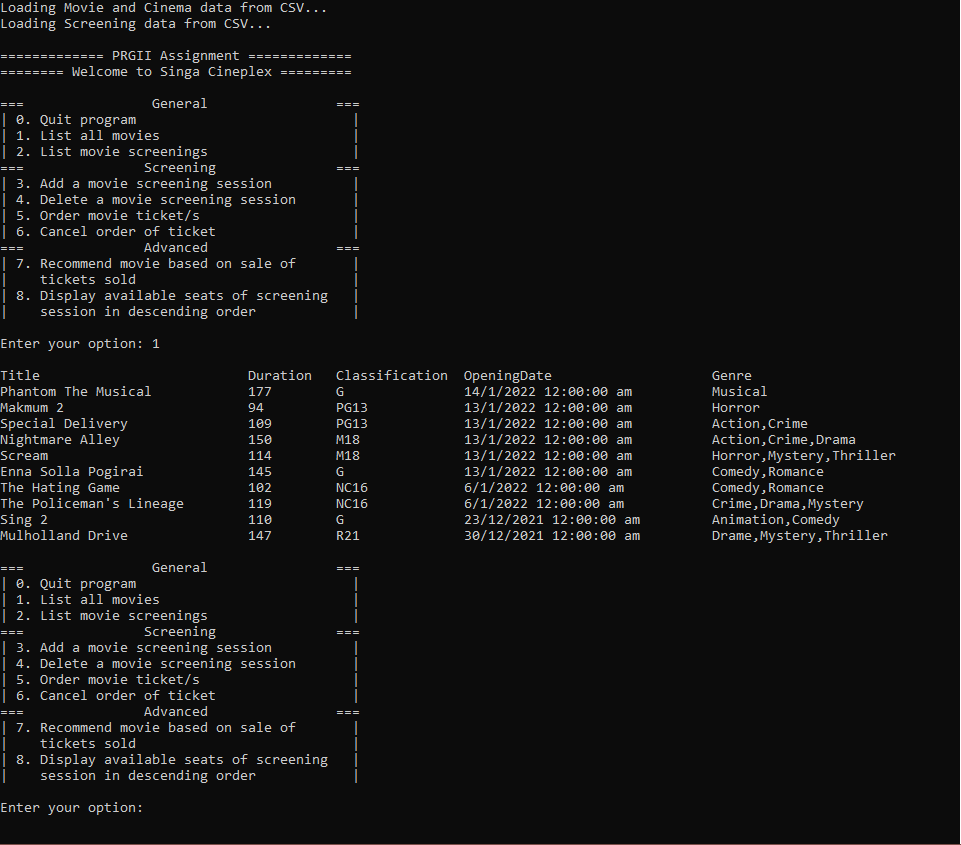 Loading Movie and Cinema data from CSV...
Loading Screening data from CSV...
============= PRGII Assignment =============
======== Welcome to Singa Cineplex =========
===                General                ===
| 0. Quit program                           |
| 1. List all movies                        |
| 2. List movie screenings                  |
===               Screening               ===
| 3. Add a movie screening session          |
| 4. Delete a movie screening session       |
| 5. Order movie ticket/s                   |
| 6. Cancel order of ticket                 |
===               Advanced                ===
| 7. Recommend movie based on sale of       |
|    tickets sold                           |
| 8. Display available seats of screening   |
|    session in descending order            |
Enter your option: 1
Title                          Duration   Classification  OpeningDate                    Genre
Phantom The Musical            177        G               14/1/2022 12:00:00 am          Musical
Makmum 2                       94         PG13            13/1/2022 12:00:00 am          Horror
Special Delivery               109        PG13            13/1/2022 12:00:00 am          Action,Crime
Nightmare Alley                150        M18             13/1/2022 12:00:00 am          Action,Crime,Drama
Scream                         114        M18             13/1/2022 12:00:00 am          Horror,Mystery,Thriller
Enna Solla Pogirai             145        G               13/1/2022 12:00:00 am          Comedy,Romance
The Hating Game                102        NC16            6/1/2022 12:00:00 am           Comedy,Romance
The Policeman's Lineage        119        NC16            6/1/2022 12:00:00 am           Crime,Drama,Mystery
Sing 2                         110        G               23/12/2021 12:00:00 am         Animation,Comedy
Mulholland Drive               147        R21             30/12/2021 12:00:00 am         Drame,Mystery,Thriller
===                General                ===
| 0. Quit program                           |
| 1. List all movies                        |
| 2. List movie screenings                  |
===               Screening               ===
| 3. Add a movie screening session          |
| 4. Delete a movie screening session       |
| 5. Order movie ticket/s                   |
| 6. Cancel order of ticket                 |
===               Advanced                ===
| 7. Recommend movie based on sale of       |
|    tickets sold                           |
| 8. Display available seats of screening   |
|    session in descending order            |
Enter your option: